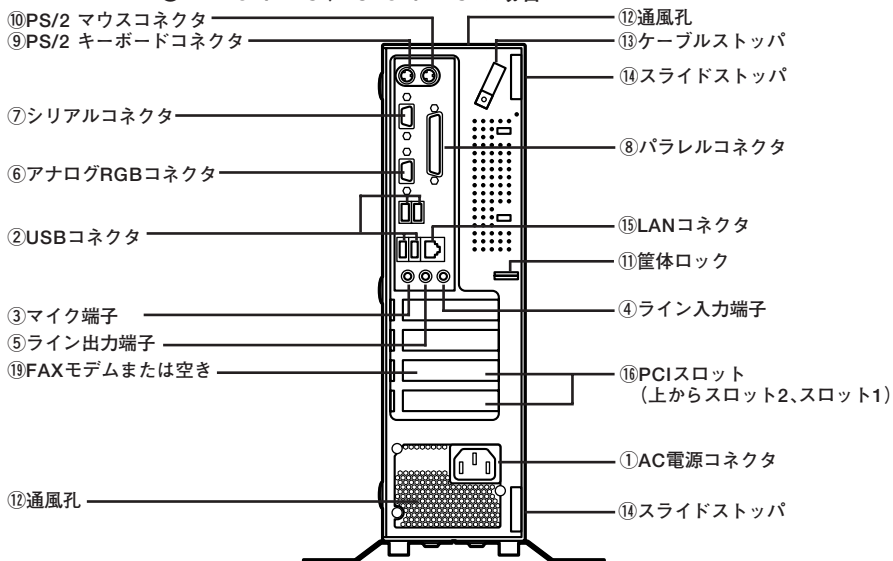 ⑩PS/2 マウスコネクタ
⑨PS/2 キーボードコネクタ
⑦シリアルコネクタ
⑥アナログRGBコネクタ
②USBコネクタ
③マイク端子
⑤ライン出力端子
⑲FAXモデムまたは空き
⑫通風孔
⑫通風孔
⑬ケーブルストッパ
⑭スライドストッパ
⑧パラレルコネクタ
⑮LANコネクタ
⑪筐体ロック
④ライン入力端子
⑯PCIスロット
（上からスロット2、スロット1）
①AC電源コネクタ
⑭スライドストッパ